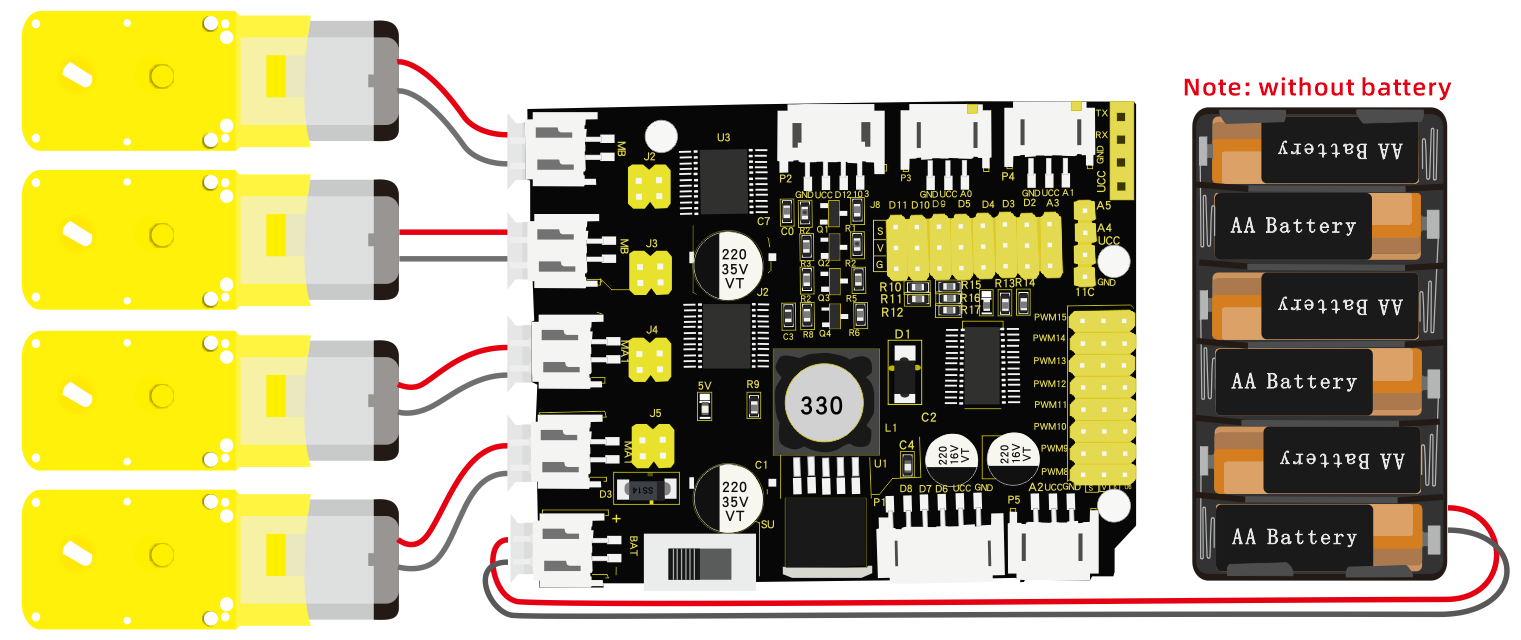 Note: without battery
AA Battery
AA Battery
AA Battery
AA Battery
AA Battery
AA Battery
MB
J2
U3
C7
MB
J3
220
35V
VT
J2
J4
MA1
5V
R9
J5
MA1
D3
SS14
C1
220
35V
VT
SU
+
BAT
-
P2
GND UCC D12 10 3
P3
GND UCC A0
P4
GND UCC A1
TX
RX
GND
UCC
C0
R2
Q1
R1
R3
Q2
R2
R2
Q3
R5
C3
R8
Q4
R6
J8
D11 D10 D9 D5 D4 D3 D2 A3
S
V
G
A5
A4
UCC
GND
11C
R10
R11
R12
R15
R16
R17
R13 R14
PWM15
PWM14
PWM13
PWM12
PWM11
PWM10
PWM9
PWM8
D1
C2
330
L1
U1
C4
220
16V
VT
220
16V
VT
P1
D8 D7 D6 UCC GND
P5
A2 UCC GND